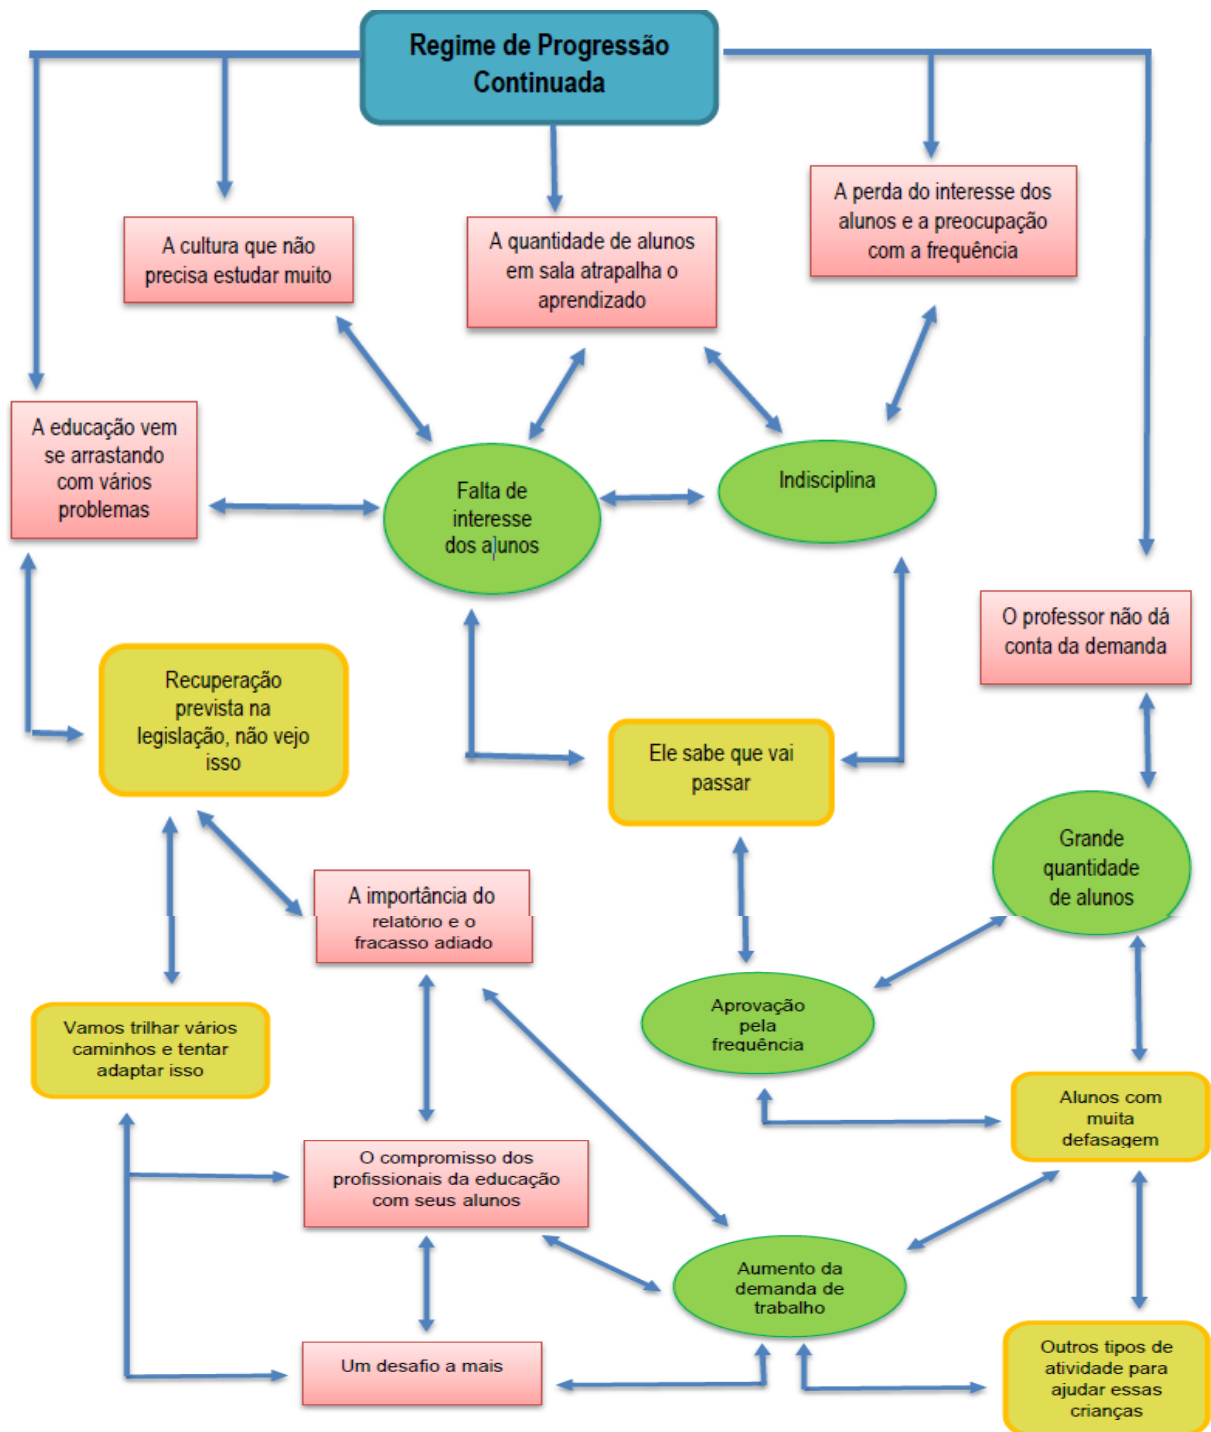 Regime de Progressão
Continuada
A perda do interesse dos
alunos e a preocupação
com a frequência
A cultura que não
precisa estudar muito
A quantidade de alunos
em sala atrapalha o
aprendizado
A educação vem
se arrastando
com vários
problemas
Falta de
interesse
dos alunos
Indisciplina
O professor não dá
conta da demanda
Recuperação
prevista na
legislação, não vejo
isso
Ele sabe que vai
passar
Grande
quantidade
de alunos
A importância do
relatório e o
fracasso adiado
Aprovação
pela
frequência
Vamos trilhar vários
caminhos e tentar
adaptar isso
Alunos com
muita
defasagem
O compromisso dos
profissionais da educação
com seus alunos
Aumento da
demanda de
trabalho
Um desafio a mais
Outros tipos de
atividade para
ajudar essas
crianças